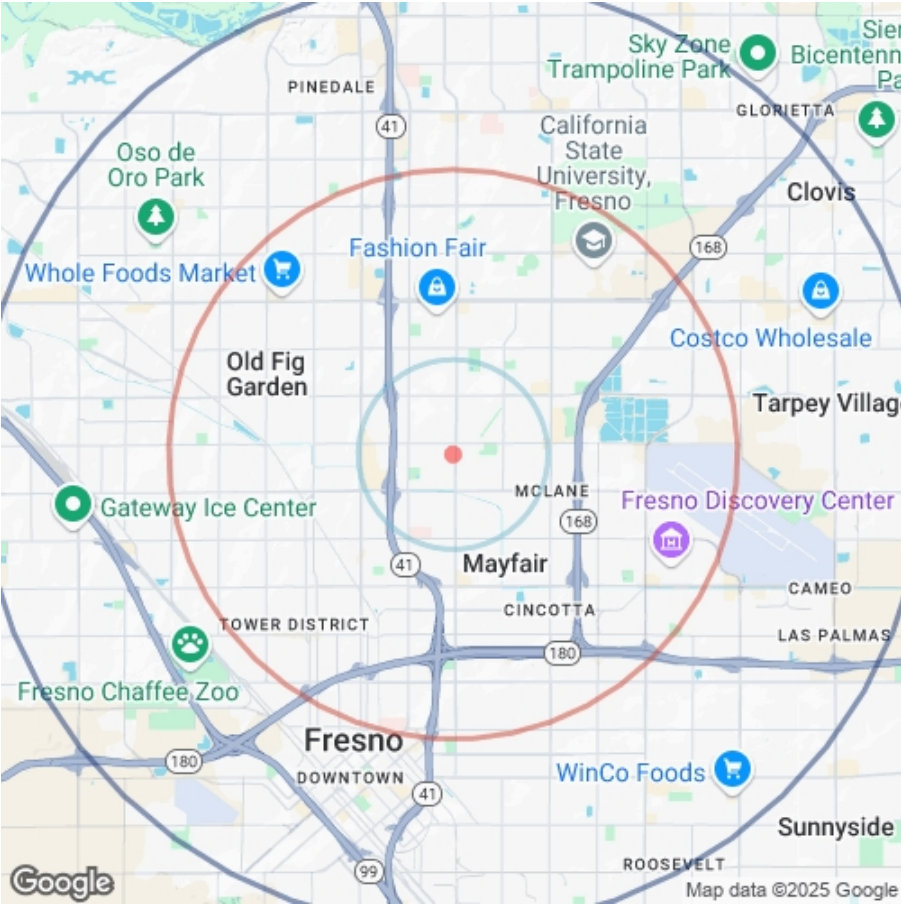 Sky Zone
Trampoline Park
Sier
Bicentenn
Pa
PINEDALE
GLORIETTA
41
California
State
University,
Fresno
Oso de
Oro Park
Clovis
168
Fashion Fair
Whole Foods Market
Costco Wholesale
Old Fig
Garden
Tarpey Village
MCLANE
Fresno Discovery Center
Gateway Ice Center
168
41
Mayfair
CAMEO
CINCOTTA
TOWER DISTRICT
LAS PALMAS
180
Fresno Chaffee Zoo
Fresno
180
DOWNTOWN
WinCo Foods
41
Sunnyside
ROOSEVELT
99
Google
Map data ©2025 Google